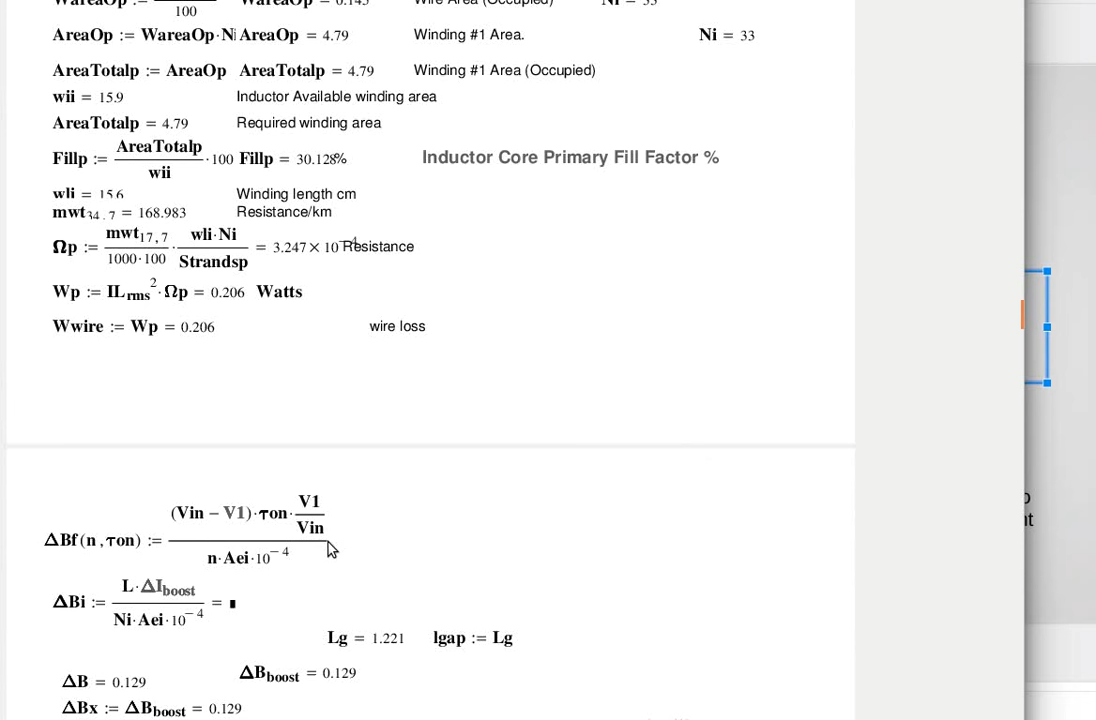 100
AreaOp := WareaOp·Ni AreaOp = 4.79 Winding #1 Area. Ni = 33
AreaTotalp := AreaOp AreaTotalp = 4.79 Winding #1 Area (Occupied)
wii = 15.9 Inductor Available winding area
AreaTotalp = 4.79 Required winding area
Fillp := AreaTotalp / wii ·100 Fillp = 30.128% Inductor Core Primary Fill Factor %
wli = 15.6 Winding length cm
mwt34,7 = 168.983 Resistance/km
Ωp := mwt17,7 / 1000·100 · wli·Ni / Strandsp = 3.247 × 10^-4 Resistance
Wp := ILrms^2·Ωp = 0.206 Watts
Wwire := Wp = 0.206 wire loss
ΔBf(n,τon) := (Vin − V1)·τon·V1/Vin / n·Aei·10^−4
ΔBi := L·ΔIboost / Ni·Aei·10^−4 = ▮
Lg = 1.221 lgap := Lg
ΔB = 0.129 ΔBboost = 0.129
ΔBx := ΔBboost = 0.129